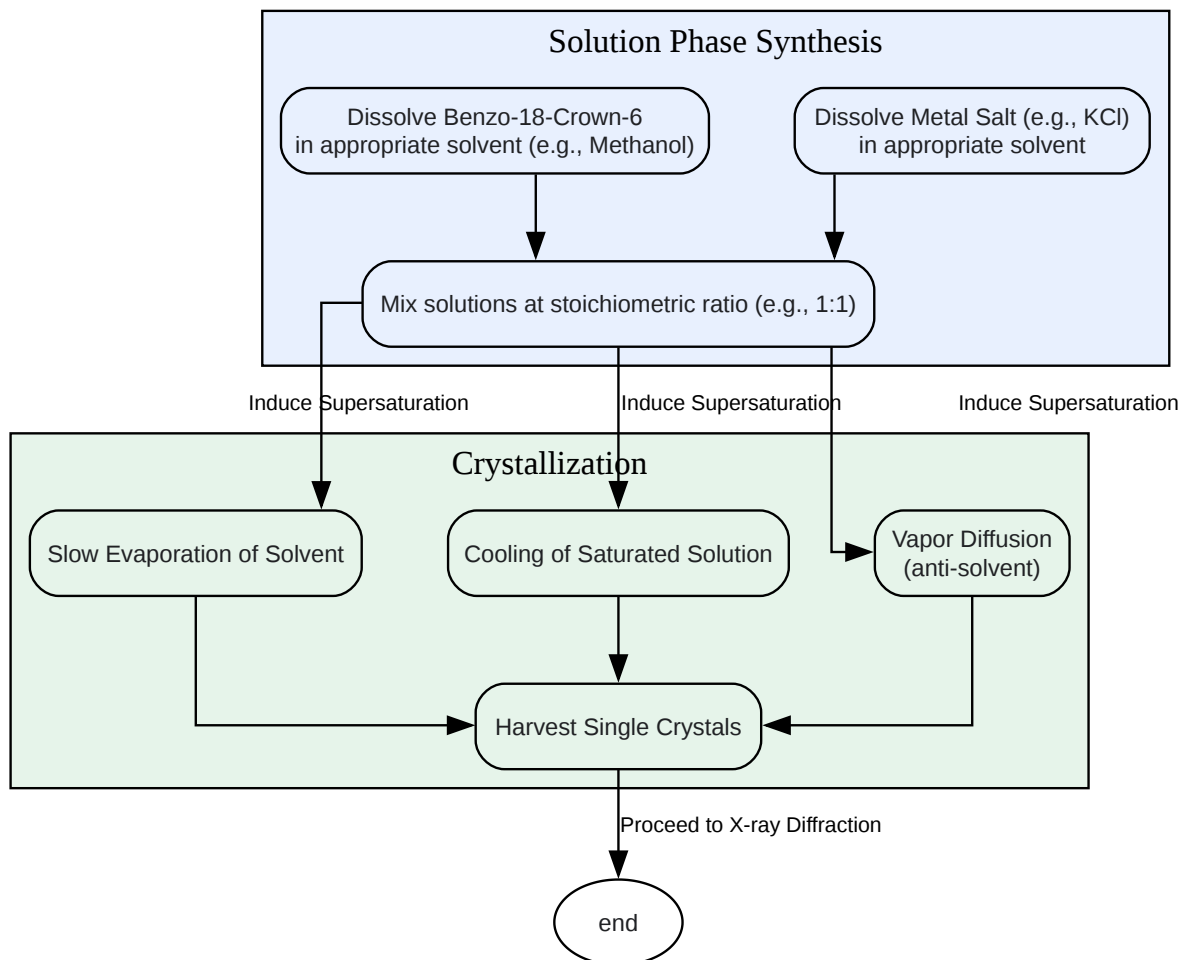 Solution Phase Synthesis
Dissolve Benzo-18-Crown-6
in appropriate solvent (e.g., Methanol)
Dissolve Metal Salt (e.g., KCl)
in appropriate solvent
Mix solutions at stoichiometric ratio (e.g., 1:1)
Induce Supersaturation
Induce Supersaturation
Induce Supersaturation
Crystallization
Slow Evaporation of Solvent
Cooling of Saturated Solution
Vapor Diffusion
(anti-solvent)
Harvest Single Crystals
Proceed to X-ray Diffraction
end